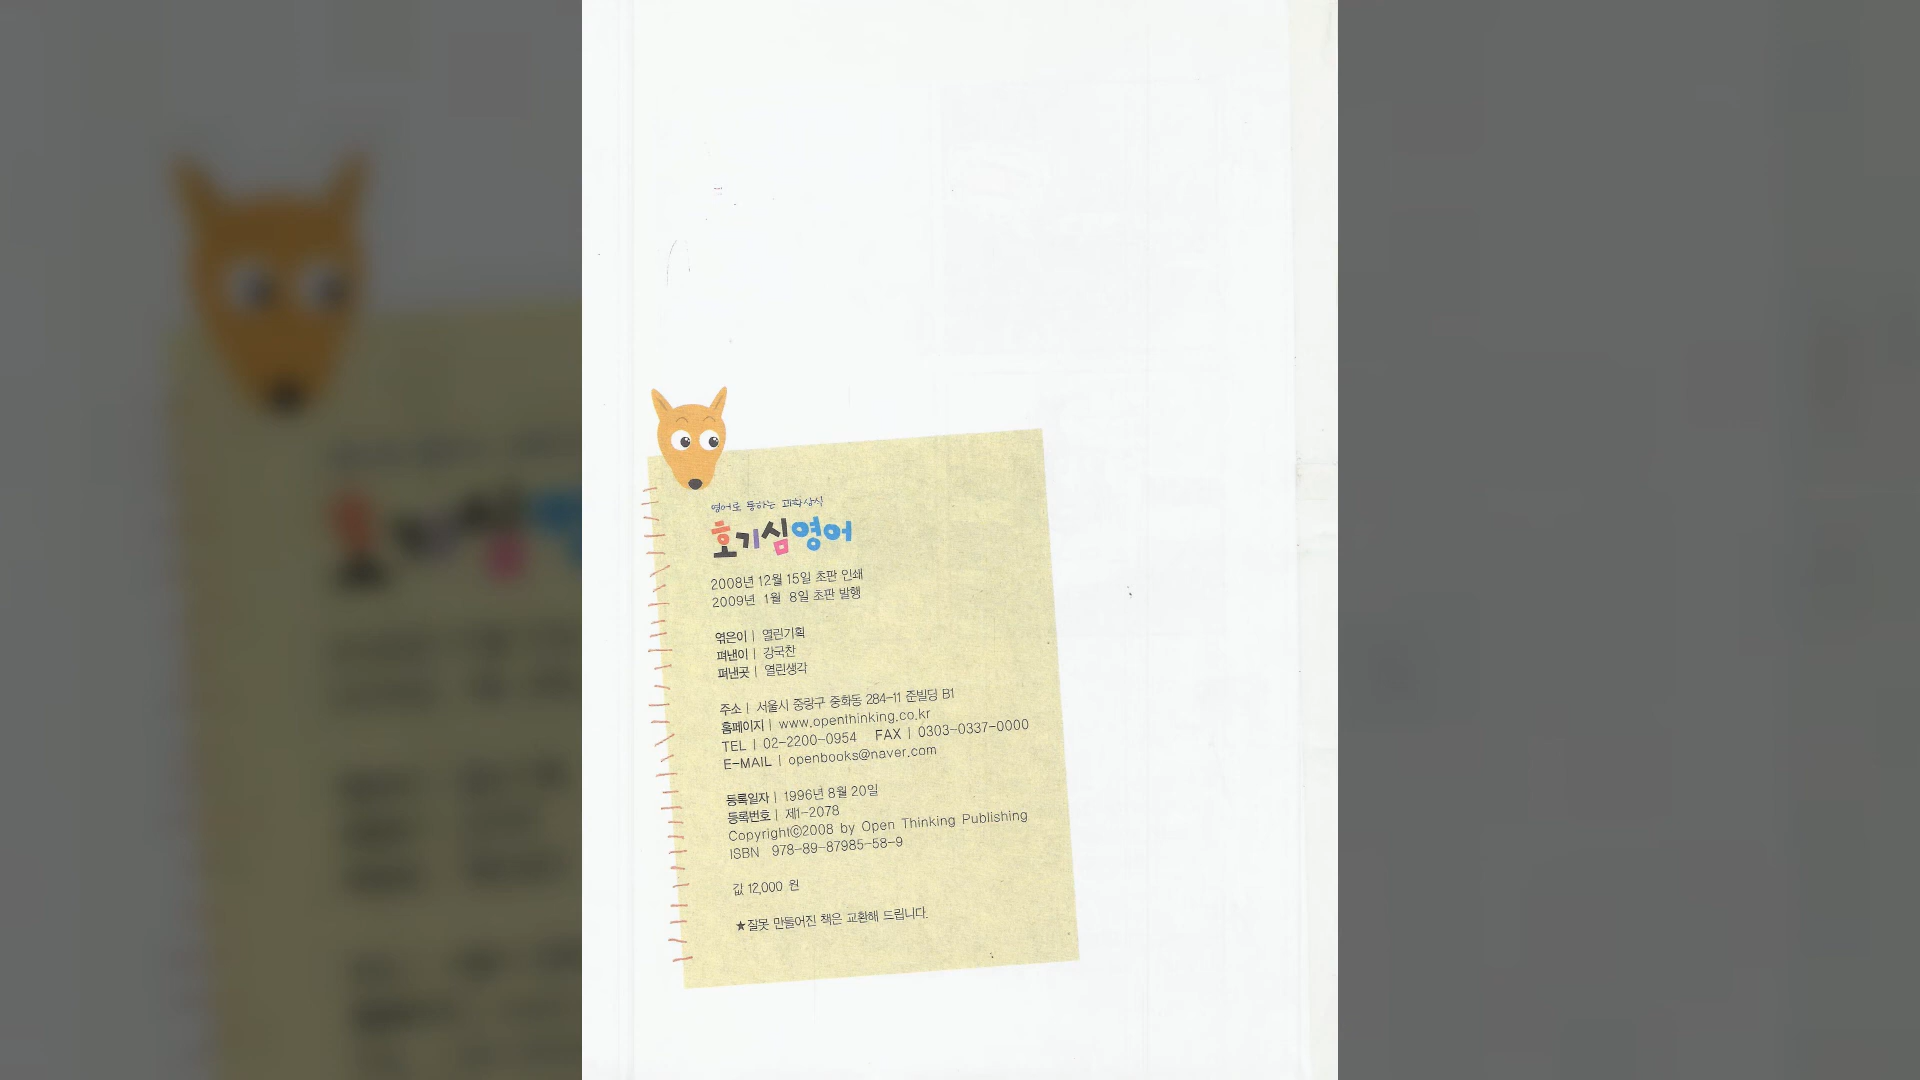 영어로 통하는 과학상식
호기심영어
2008년 12월 15일 초판 인쇄
2009년 1월 8일 초판 발행
엮은이 | 열린기획
펴낸이 | 강국찬
펴낸곳 | 열린생각
주소 | 서울시 중랑구 중화동 284-11 준빌딩 B1
홈페이지 | www.openthinking.co.kr
TEL | 02-2200-0954 FAX | 0303-0337-0000
E-MAIL | openbooks@naver.com
등록일자 | 1996년 8월 20일
등록번호 | 제1-2078
Copyrightⓒ2008 by Open Thinking Publishing
ISBN 978-89-87985-58-9
값 12,000 원
★잘못 만들어진 책은 교환해 드립니다.